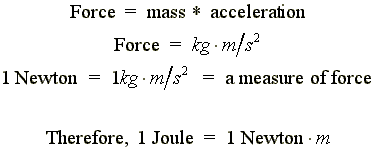 Force = mass * acceleration
Force = kg · m/s²
1 Newton = 1kg · m/s² = a measure of force
Therefore, 1 Joule = 1 Newton · m